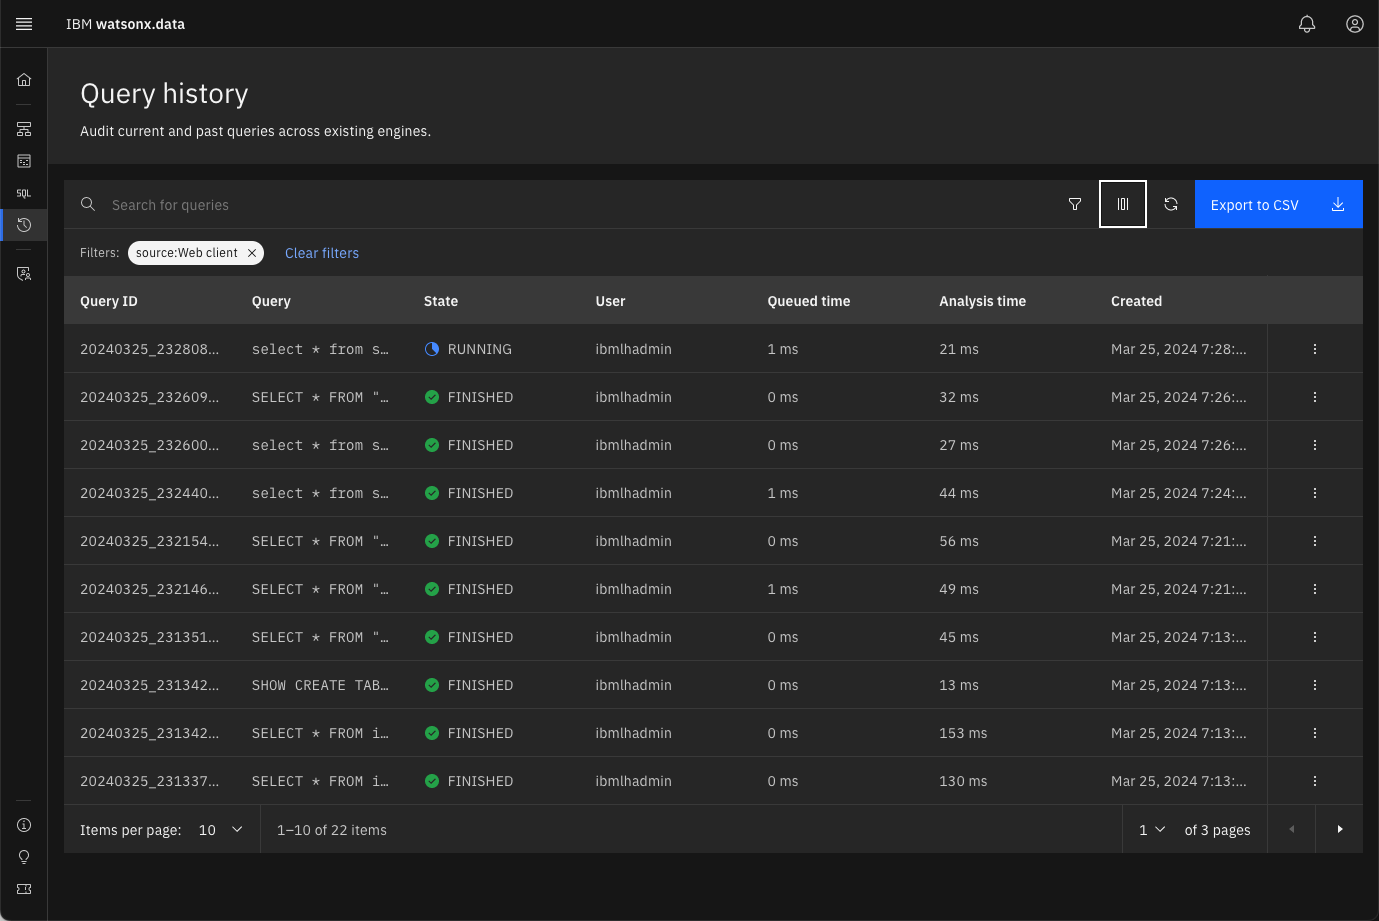 IBM watsonx.data
Query history
Audit current and past queries across existing engines.
SQL
Search for queries
Export to CSV
Filters: source:Web client Clear filters
Query ID Query State User Queued time Analysis time Created
20240325_232808... select * from s... RUNNING ibmlhadmin 1 ms 21 ms Mar 25, 2024 7:28:...
20240325_232609... SELECT * FROM "... FINISHED ibmlhadmin 0 ms 32 ms Mar 25, 2024 7:26:...
20240325_232600... select * from s... FINISHED ibmlhadmin 0 ms 27 ms Mar 25, 2024 7:26:...
20240325_232440... select * from s... FINISHED ibmlhadmin 1 ms 44 ms Mar 25, 2024 7:24:...
20240325_232154... SELECT * FROM "... FINISHED ibmlhadmin 0 ms 56 ms Mar 25, 2024 7:21:...
20240325_232146... SELECT * FROM "... FINISHED ibmlhadmin 1 ms 49 ms Mar 25, 2024 7:21:...
20240325_231351... SELECT * FROM "... FINISHED ibmlhadmin 0 ms 45 ms Mar 25, 2024 7:13:...
20240325_231342... SHOW CREATE TAB... FINISHED ibmlhadmin 0 ms 13 ms Mar 25, 2024 7:13:...
20240325_231342... SELECT * FROM i... FINISHED ibmlhadmin 0 ms 153 ms Mar 25, 2024 7:13:...
20240325_231337... SELECT * FROM i... FINISHED ibmlhadmin 0 ms 130 ms Mar 25, 2024 7:13:...
Items per page: 10 1–10 of 22 items 1 of 3 pages